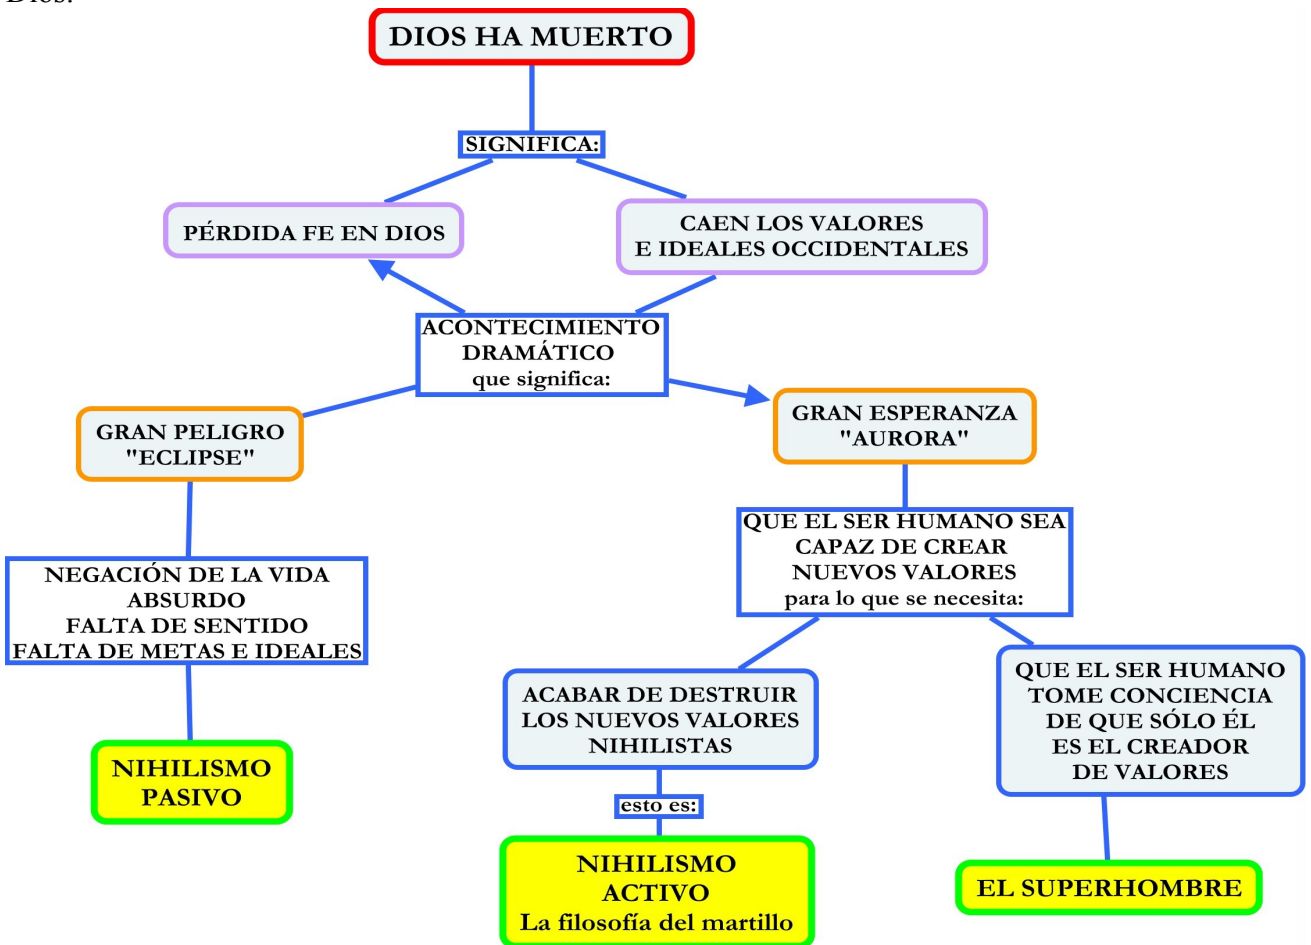 Dios.
DIOS HA MUERTO
SIGNIFICA:
PÉRDIDA FE EN DIOS
CAEN LOS VALORES
E IDEALES OCCIDENTALES
ACONTECIMIENTO
DRAMÁTICO
que significa:
GRAN PELIGRO
"ECLIPSE"
GRAN ESPERANZA
"AURORA"
NEGACIÓN DE LA VIDA
ABSURDO
FALTA DE SENTIDO
FALTA DE METAS E IDEALES
QUE EL SER HUMANO SEA
CAPAZ DE CREAR
NUEVOS VALORES
para lo que se necesita:
ACABAR DE DESTRUIR
LOS NUEVOS VALORES
NIHILISTAS
QUE EL SER HUMANO
TOME CONCIENCIA
DE QUE SÓLO ÉL
ES EL CREADOR
DE VALORES
NIHILISMO
PASIVO
esto es:
NIHILISMO
ACTIVO
La filosofía del martillo
EL SUPERHOMBRE